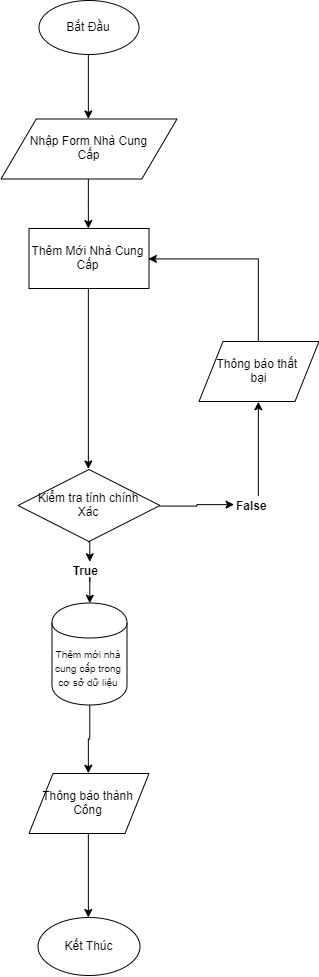 Bắt Đầu
Nhập Form Nhà Cung
Cấp
Thêm Mới Nhà Cung
Cấp
Thông báo thất
bại
Kiểm tra tính chính
Xác
False
True
Thêm mới nhà
cung cấp trong
cơ sở dữ liệu
Thông báo thành
Công
Kết Thúc